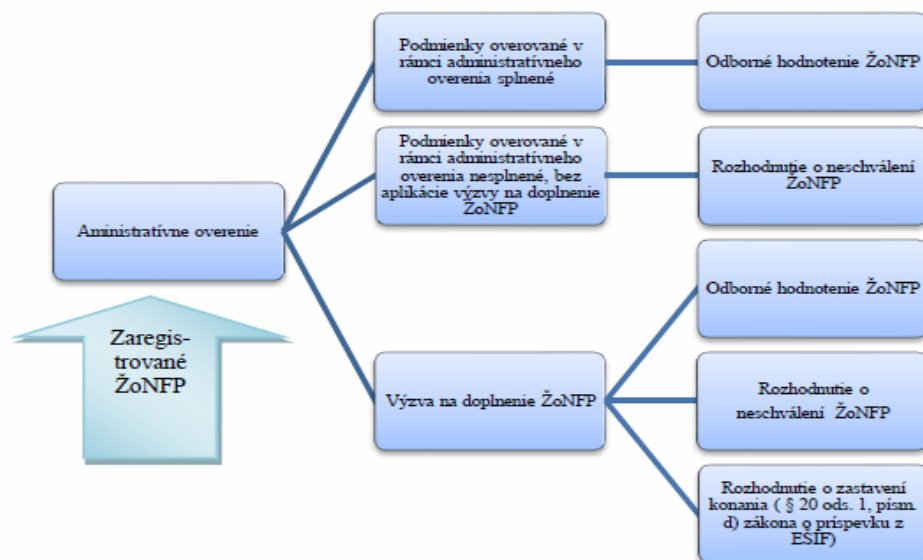 Podmienky overované v
rámci administratívneho
overenia splnené
Odborné hodnotenie ŽoNFP
Podmienky overované v
rámci administratívneho
overenia nesplnené, bez
aplikácie výzvy na doplnenie
ŽoNFP
Rozhodnutie o neschválení
ŽoNFP
Aministratívne overenie
Zaregis-
trované
ŽoNFP
Výzva na doplnenie ŽoNFP
Odborné hodnotenie ŽoNFP
Rozhodnutie o
neschválení ŽoNFP
Rozhodnutie o zastavení
konania ( § 20 ods. 1, písm.
d) zákona o príspevku z
EŠIF)